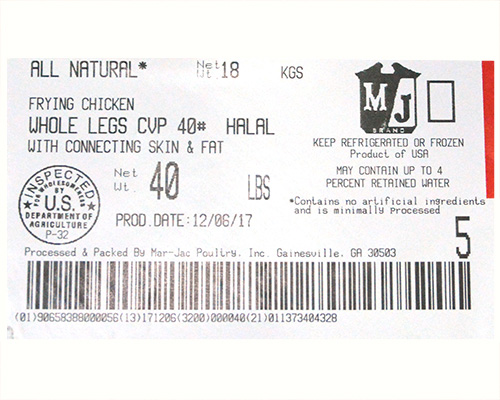 ALL NATURAL* Net Wt. 18 KGS
FRYING CHICKEN
WHOLE LEGS CVP 40# HALAL
WITH CONNECTING SKIN & FAT
Net Wt. 40 LBS
PROD.DATE:12/06/17
INSPECTED
FOR WHOLESOMENESS
BY
U.S.
DEPARTMENT OF
AGRICULTURE
P-32
MJ
BRAND
KEEP REFRIGERATED OR FROZEN
Product of USA
MAY CONTAIN UP TO 4
PERCENT RETAINED WATER
*Contains no artificial ingredients
and is minimally processed
5
Processed & Packed By Mar-Jac Poultry, Inc. Gainesville, GA 30503
(01)90658388000056(13)171206(3200)000040(21)011373404328